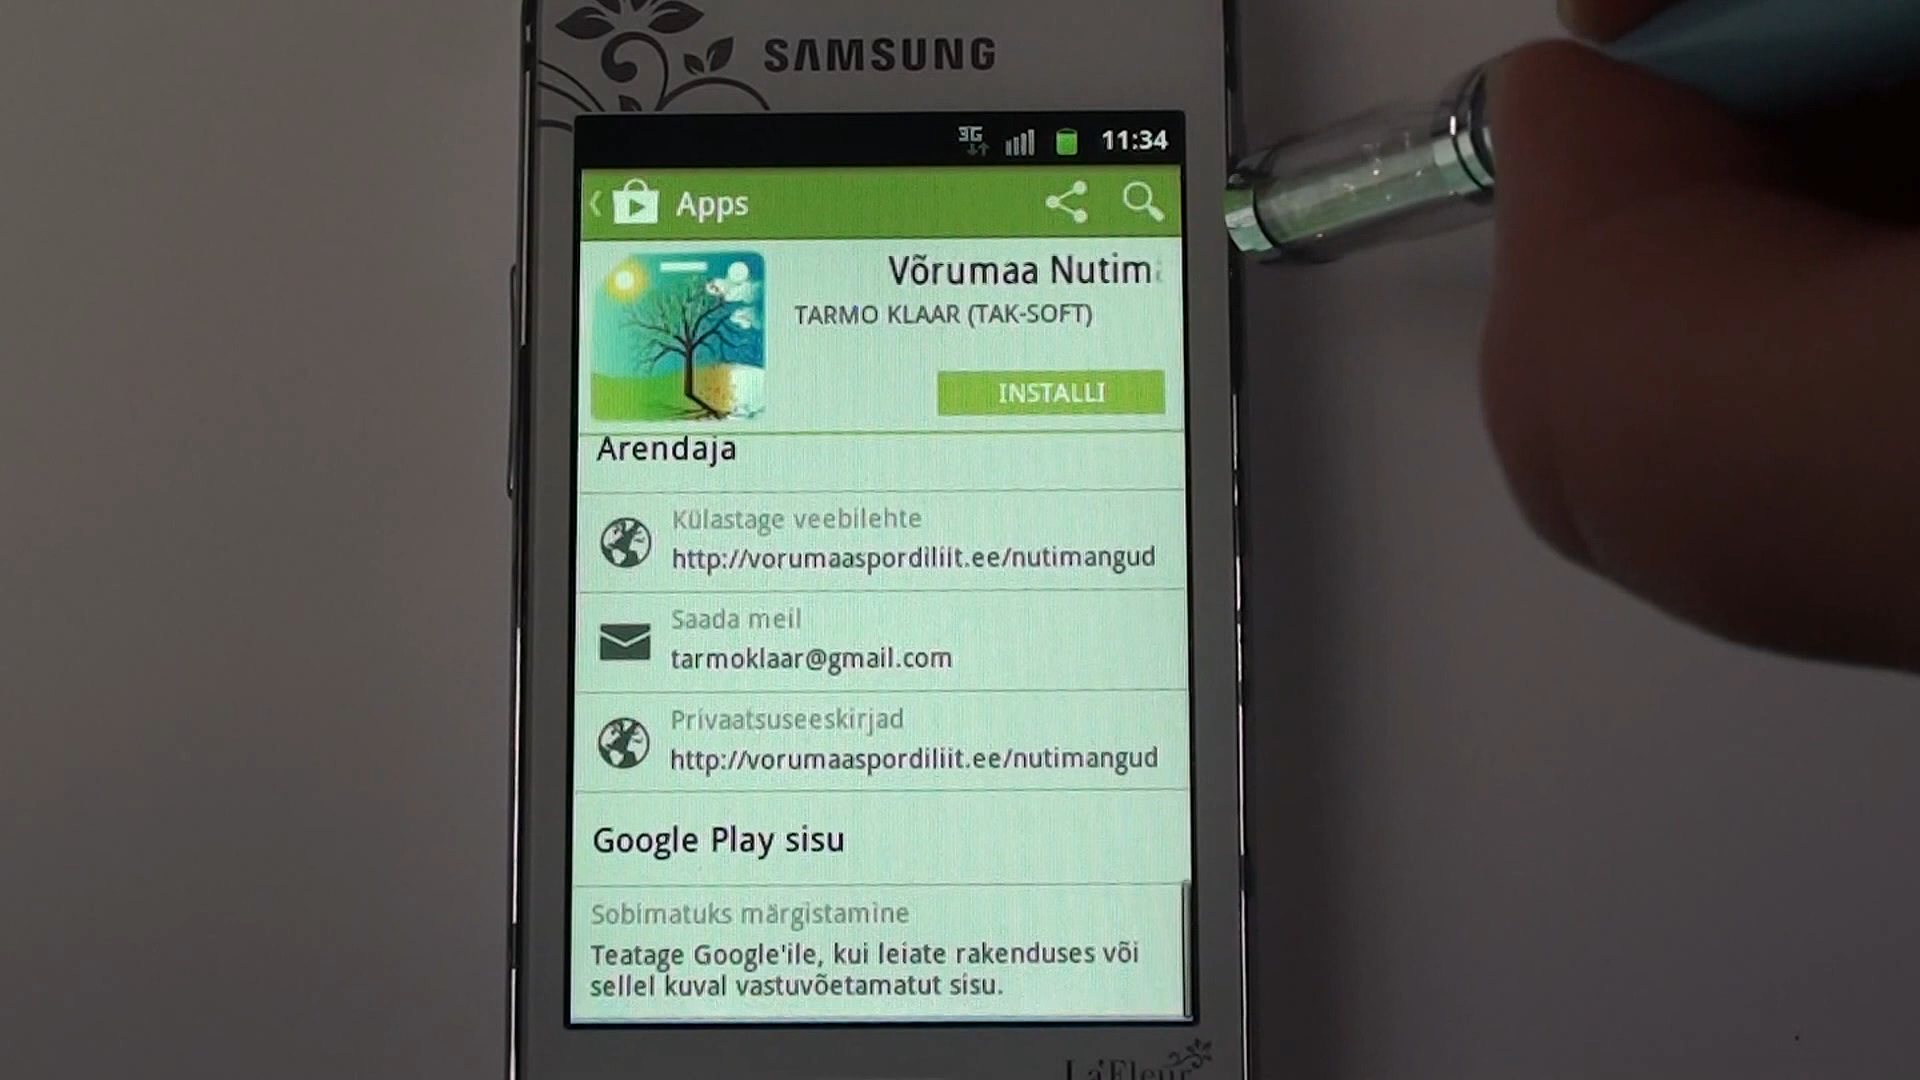 SAMSUNG
3G
11:34
Apps
Võrumaa Nutim
TARMO KLAAR (TAK-SOFT)
INSTALLI
Arendaja
Külastage veebilehte
http://vorumaaspordiliit.ee/nutimangud
Saada meil
tarmoklaar@gmail.com
Privaatsuseeskirjad
http://vorumaaspordiliit.ee/nutimangud
Google Play sisu
Sobimatuks märgistamine
Teatage Google'ile, kui leiate rakenduses või
sellel kuval vastuvõetamatut sisu.
La'Fleur